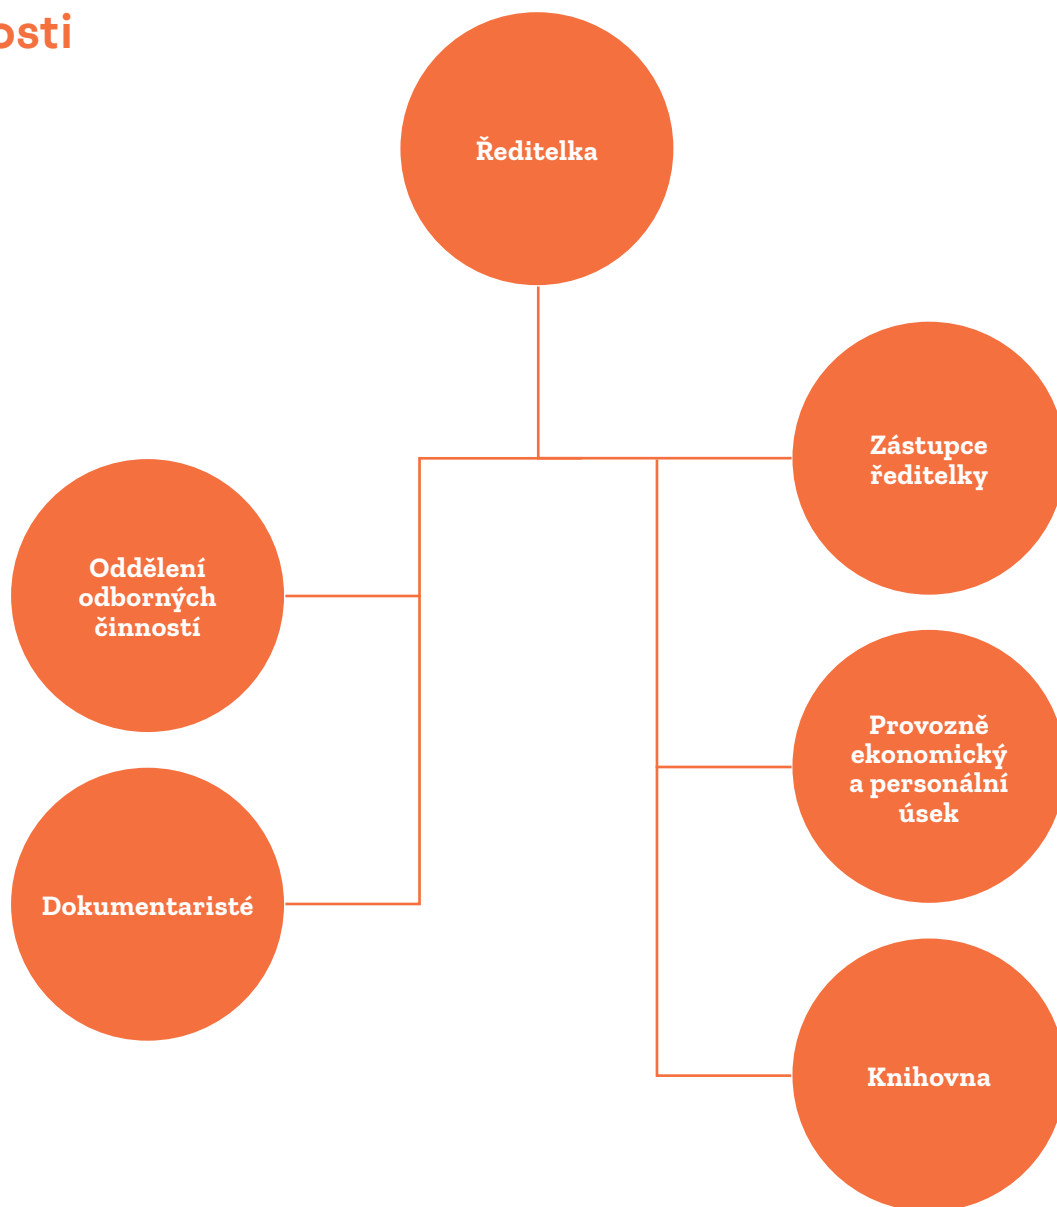 osti
Ředitelka
Zástupce
ředitelky
Oddělení
odborných
činností
Provozně
ekonomický
a personální
úsek
Dokumentaristé
Knihovna